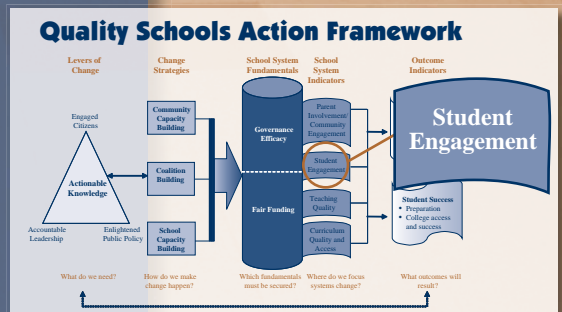 Quality Schools Action Framework
Levers of
Change
Change
Strategies
School System
Fundamentals
School
System
Indicators
Outcome
Indicators
Engaged
Citizens
Actionable
Knowledge
Accountable
Leadership
Enlightened
Public Policy
Community
Capacity
Building
Coalition
Building
School
Capacity
Building
Governance
Efficacy
Fair Funding
Parent
Involvement/
Community
Engagement
Student
Engagement
Teaching
Quality
Curriculum
Quality and
Access
Student
Engagement
Student Success
• Preparation
• College access
and success
What do we need?
How do we make
change happen?
Which fundamentals
must be secured?
Where do we focus
systems change?
What outcomes will
result?